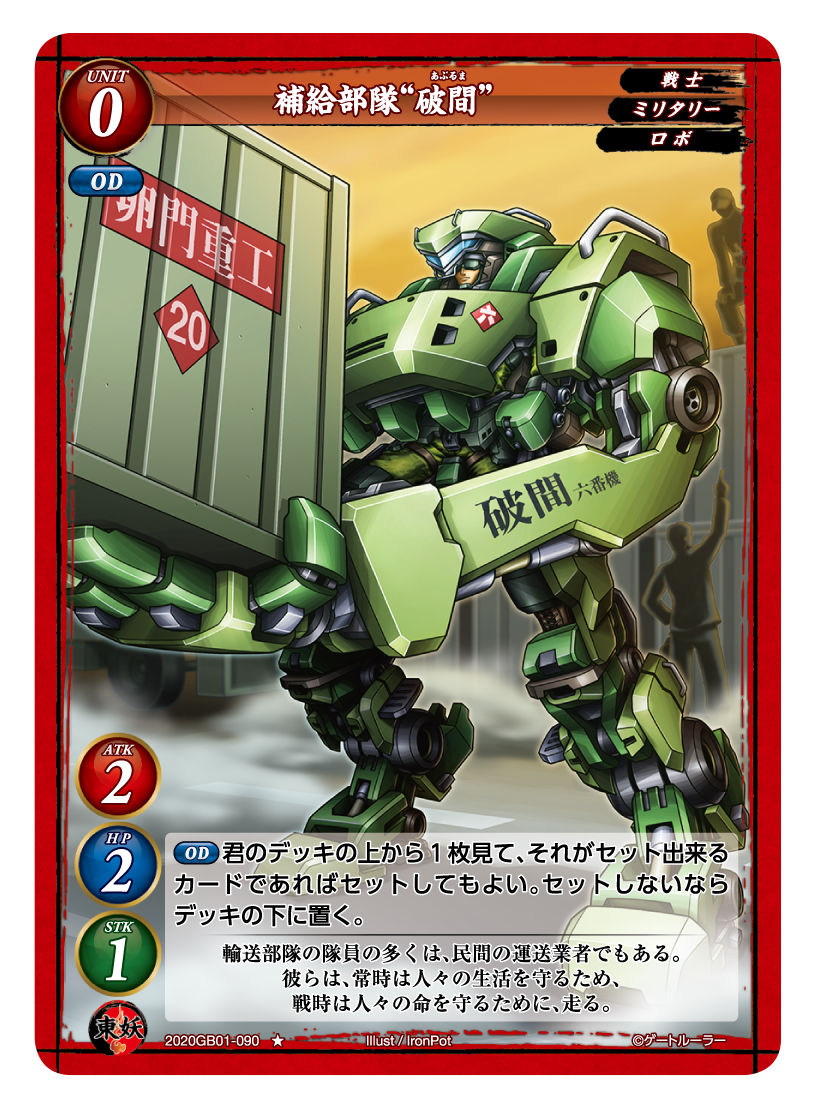 UNIT
0
OD
あぶるま
補給部隊“破間”
戦士
ミリタリー
ロボ
卵門重工
20
六
破間 六番機
ATK
2
HP
2
STK
1
OD 君のデッキの上から1枚見て、それがセット出来る
カードであればセットしてもよい。セットしないなら
デッキの下に置く。
輸送部隊の隊員の多くは、民間の運送業者でもある。
彼らは、常時は人々の生活を守るため、
戦時は人々の命を守るために、走る。
東妖
2020GB01-090 ★ Illust / IronPot ©ゲートルーラー